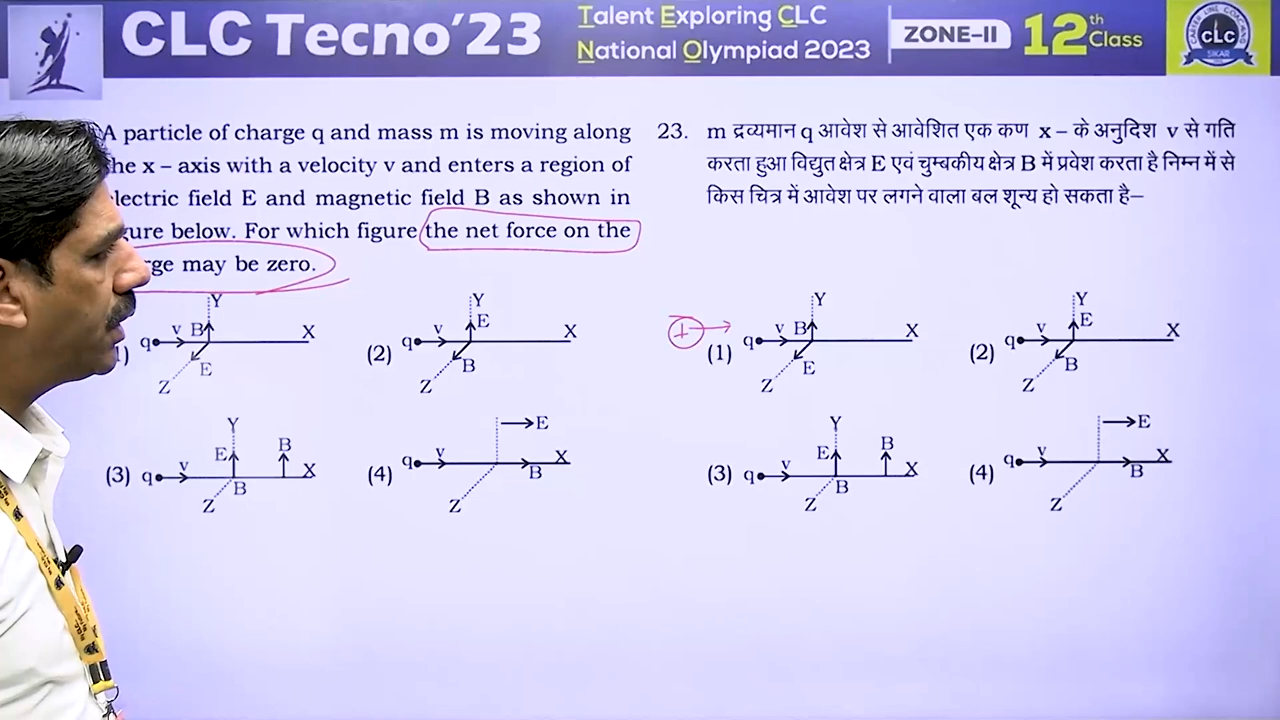 CLC Tecno'23
Talent Exploring CLC
National Olympiad 2023
ZONE-II
12th Class
CLC
SIKAR
A particle of charge q and mass m is moving along
the x – axis with a velocity v and enters a region of
electric field E and magnetic field B as shown in
figure below. For which figure the net force on the
charge may be zero.
Y
q v B X
(1)
E
Z
Y
E
q v X
(2)
B
Z
Y
E B
(3) q v X
B
Z
E
(4) q v X
B
Z
23. m द्रव्यमान q आवेश से आवेशित एक कण x – के अनुदिश v से गति
करता हुआ विद्युत क्षेत्र E एवं चुम्बकीय क्षेत्र B में प्रवेश करता है निम्न में से
किस चित्र में आवेश पर लगने वाला बल शून्य हो सकता है–
Y
+ q v B X
(1)
E
Z
Y
E
q v X
(2)
B
Z
Y
E B
(3) q v X
B
Z
E
(4) q v X
B
Z